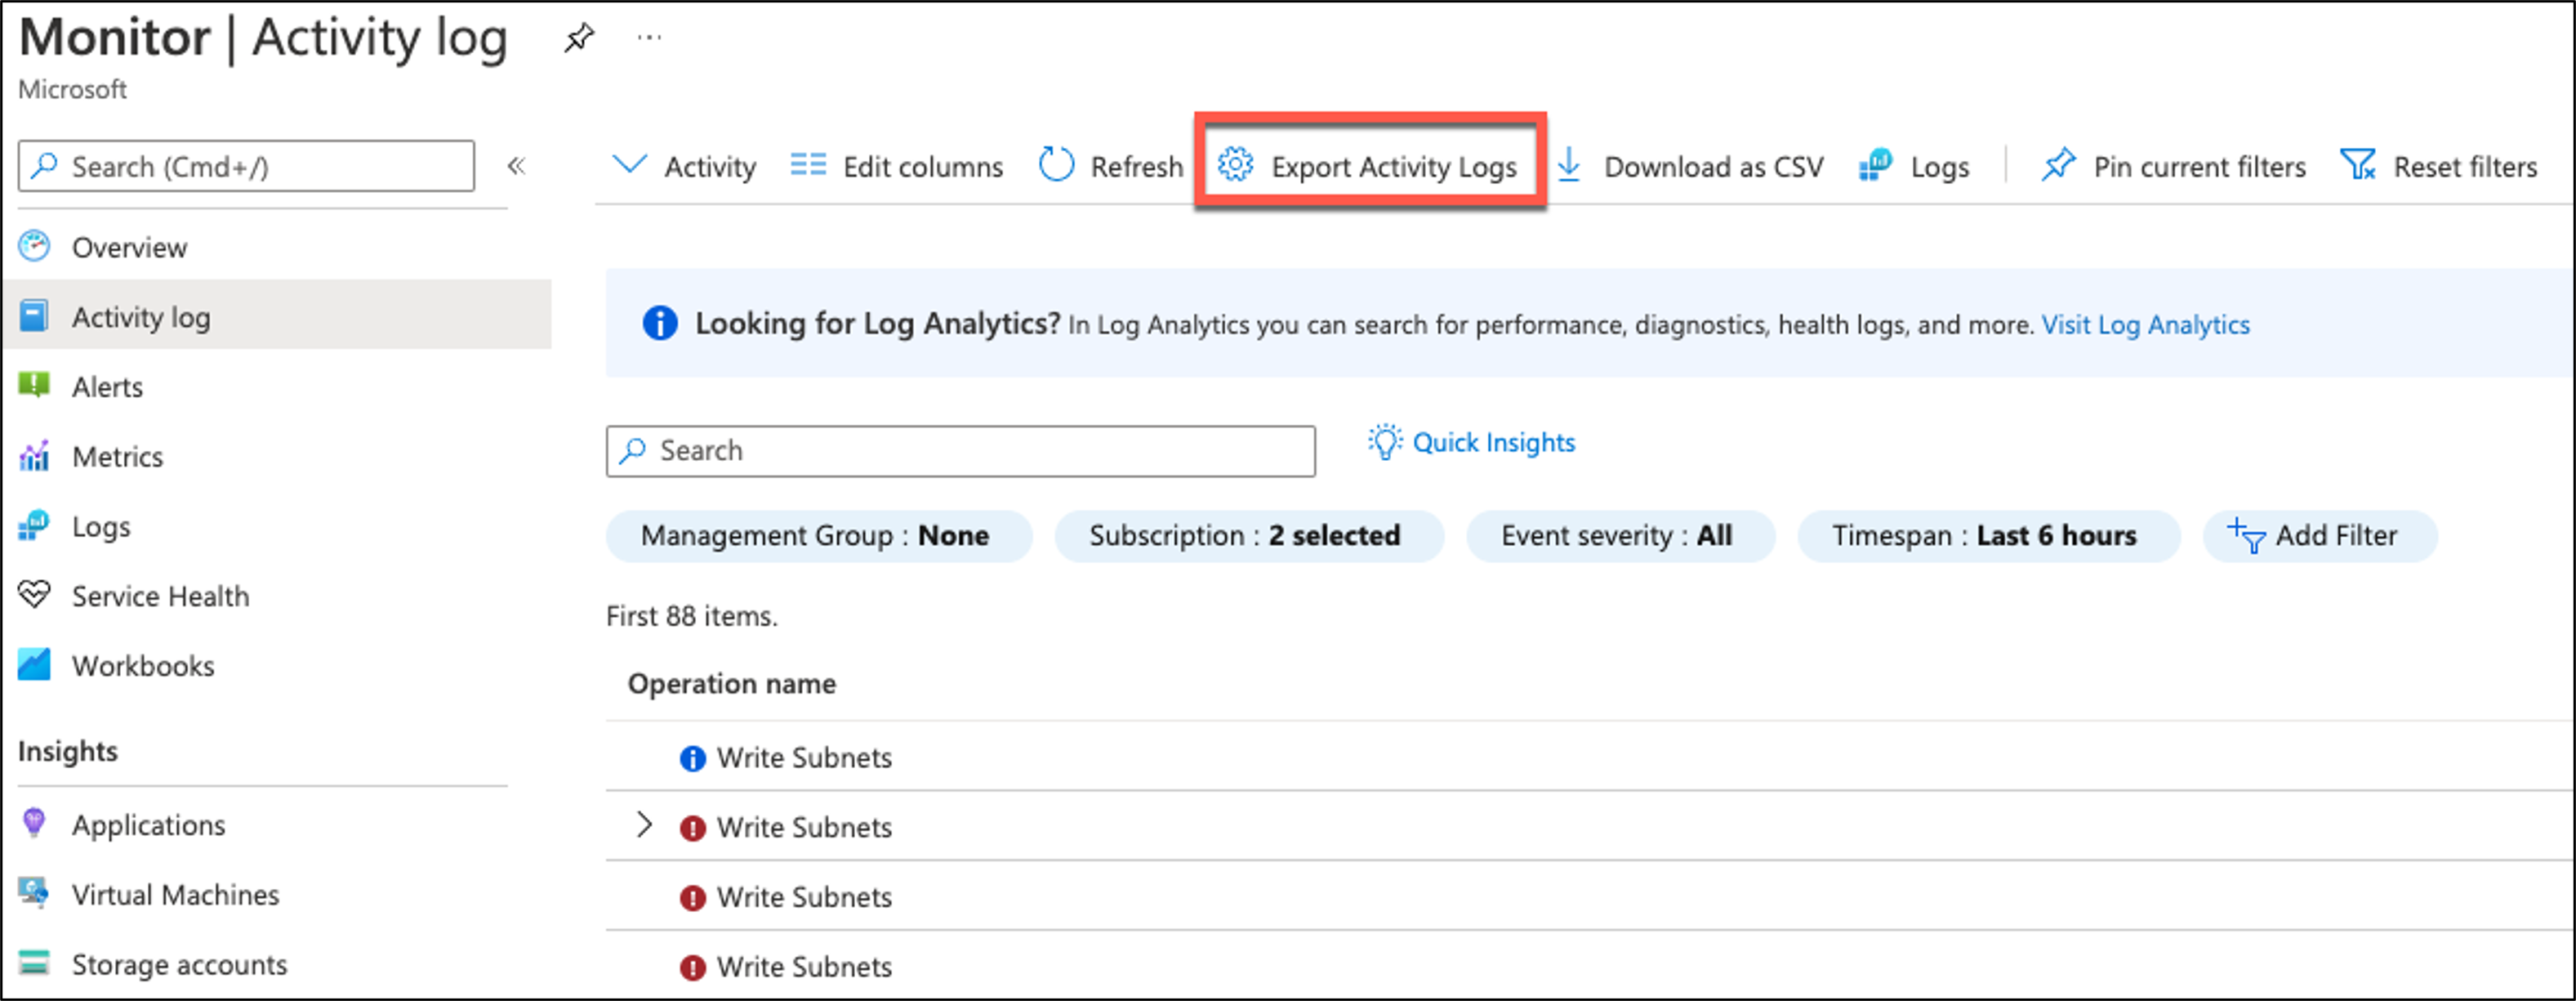 Monitor | Activity log
Microsoft
Search (Cmd+/)
Activity Edit columns Refresh Export Activity Logs Download as CSV Logs Pin current filters Reset filters
Overview
Activity log
Alerts
Metrics
Logs
Service Health
Workbooks
Insights
Applications
Virtual Machines
Storage accounts
Looking for Log Analytics? In Log Analytics you can search for performance, diagnostics, health logs, and more. Visit Log Analytics
Search
Quick Insights
Management Group : None Subscription : 2 selected Event severity : All Timespan : Last 6 hours Add Filter
First 88 items.
Operation name
Write Subnets
Write Subnets
Write Subnets
Write Subnets